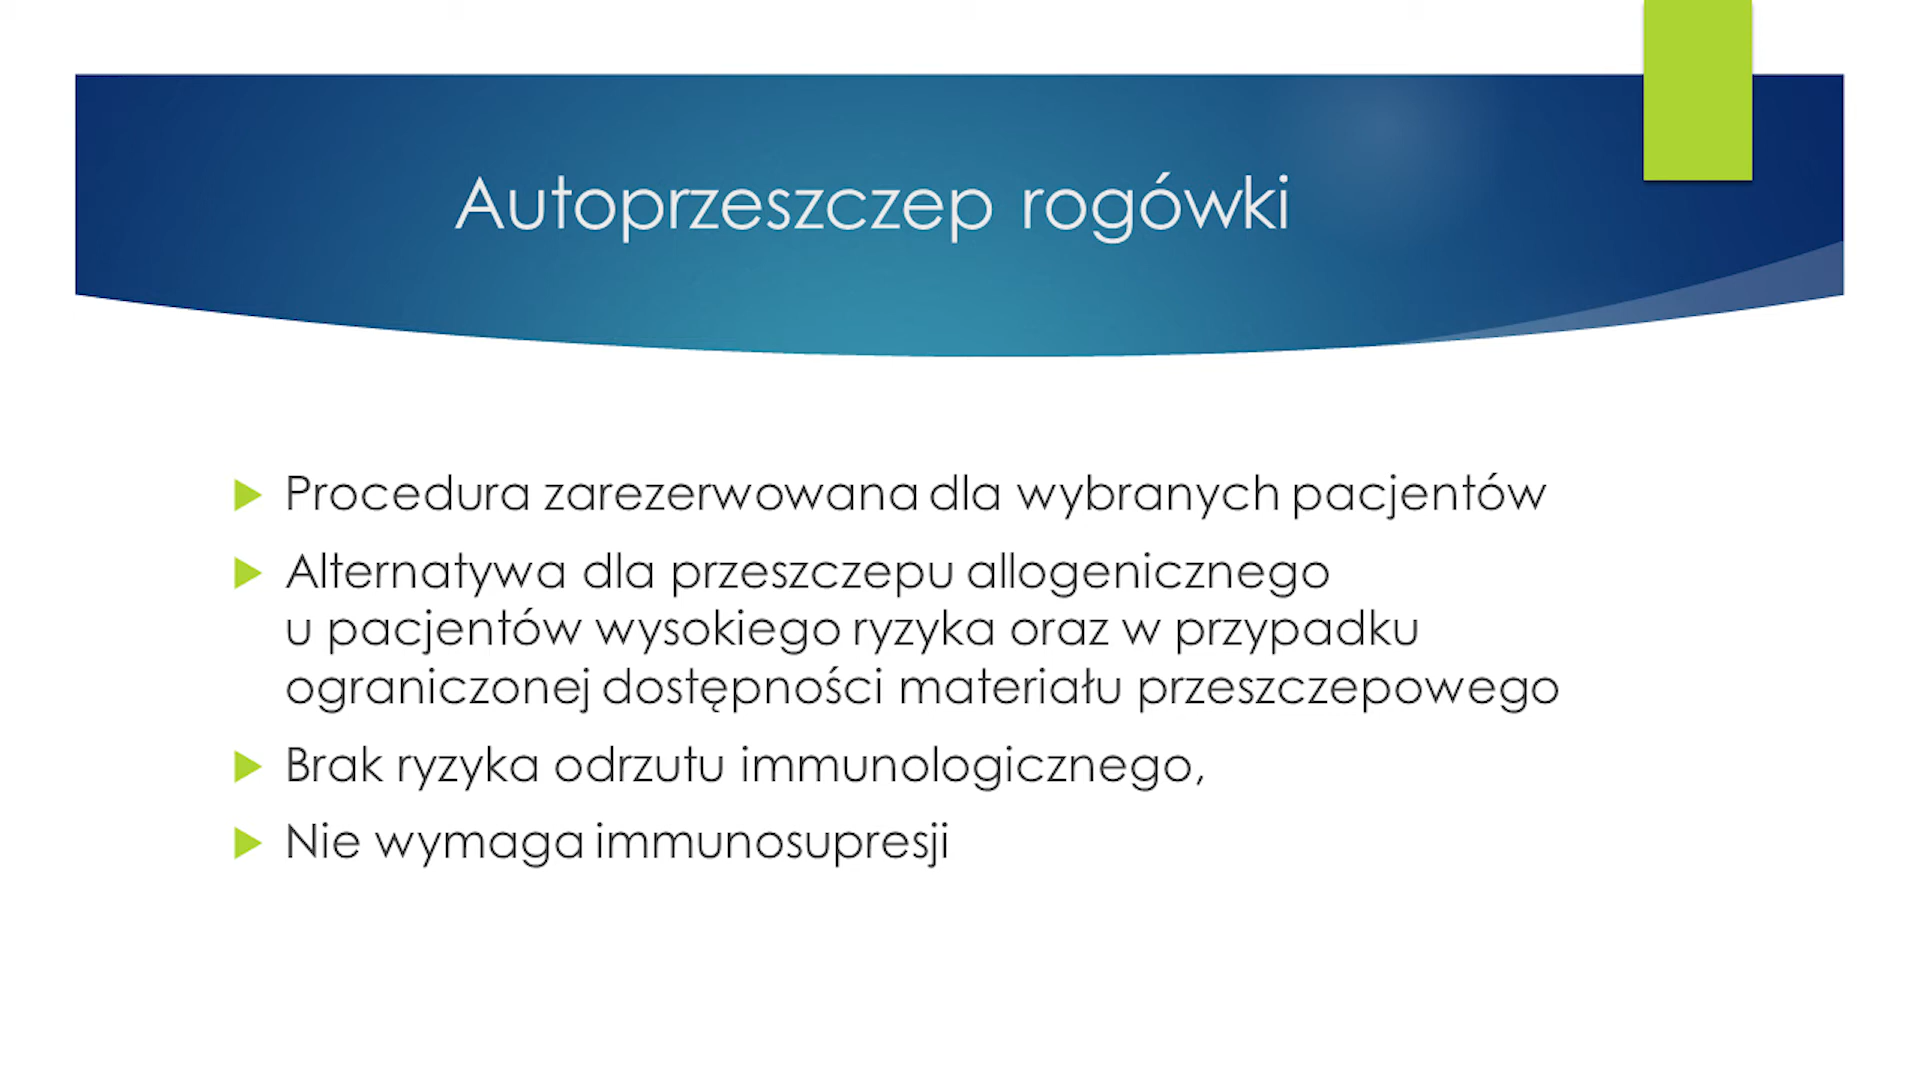 Autoprzeszczep rogówki
Procedura zarezerwowana dla wybranych pacjentów
Alternatywa dla przeszczepu allogenicznego
u pacjentów wysokiego ryzyka oraz w przypadku
ograniczonej dostępności materiału przeszczepowego
Brak ryzyka odrzutu immunologicznego,
Nie wymaga immunosupresji